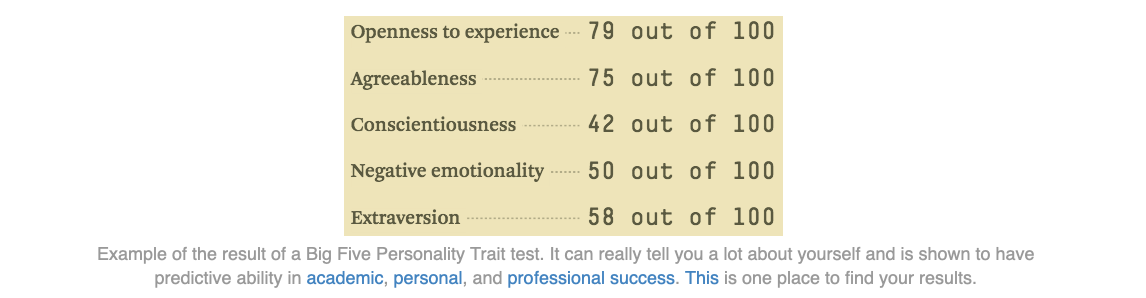 Openness to experience 79 out of 100
Agreeableness 75 out of 100
Conscientiousness 42 out of 100
Negative emotionality 50 out of 100
Extraversion 58 out of 100
Example of the result of a Big Five Personality Trait test. It can really tell you a lot about yourself and is shown to have
predictive ability in academic, personal, and professional success. This is one place to find your results.